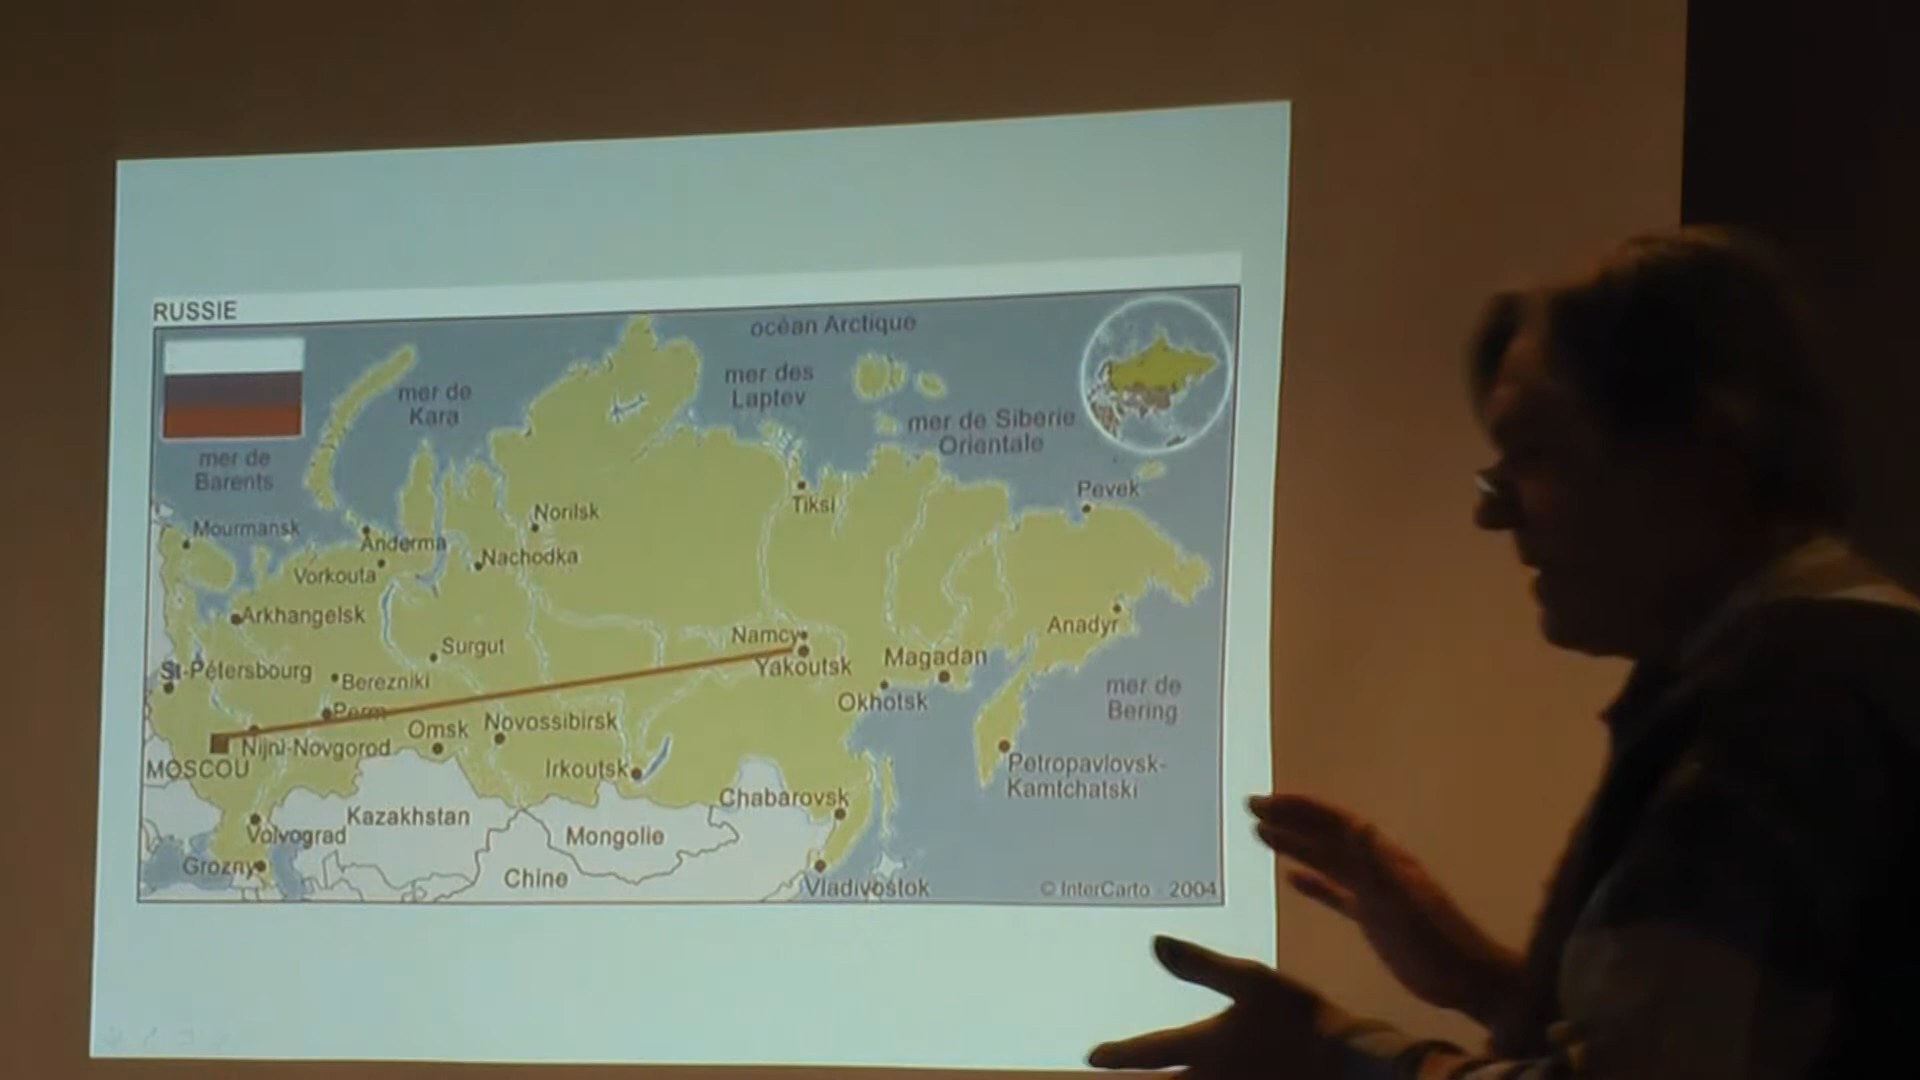 RUSSIE
océan Arctique
mer des
Laptev
mer de
Kara
mer de Siberie
Orientale
mer de
Barents
Pevek
Tiksi
Norilsk
Mourmansk
Anderma
Nachodka
Vorkouta
Arkhangelsk
Anadyr
Namcy
Surgut
Yakoutsk
Magadan
St-Pétersbourg
Berezniki
Okhotsk
mer de
Bering
Perm
Omsk
Novossibirsk
Nijni-Novgorod
MOSCOU
Irkoutsk
Petropavlovsk-
Kamtchatski
Chabarovsk
Kazakhstan
Volvograd
Mongolie
Grozny
Chine
Vladivostok
© InterCarto - 2004